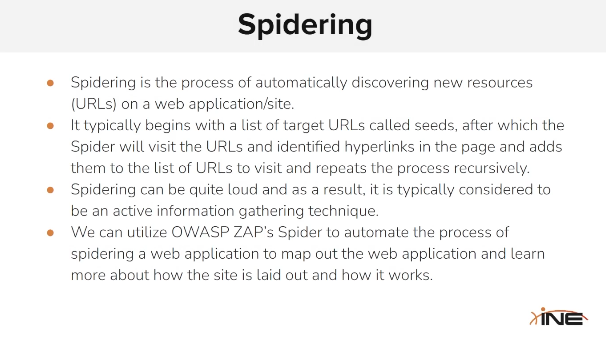 Spidering
● Spidering is the process of automatically discovering new resources
(URLs) on a web application/site.
● It typically begins with a list of target URLs called seeds, after which the
Spider will visit the URLs and identified hyperlinks in the page and adds
them to the list of URLs to visit and repeats the process recursively.
● Spidering can be quite loud and as a result, it is typically considered to
be an active information gathering technique.
● We can utilize OWASP ZAP's Spider to automate the process of
spidering a web application to map out the web application and learn
more about how the site is laid out and how it works.
INE